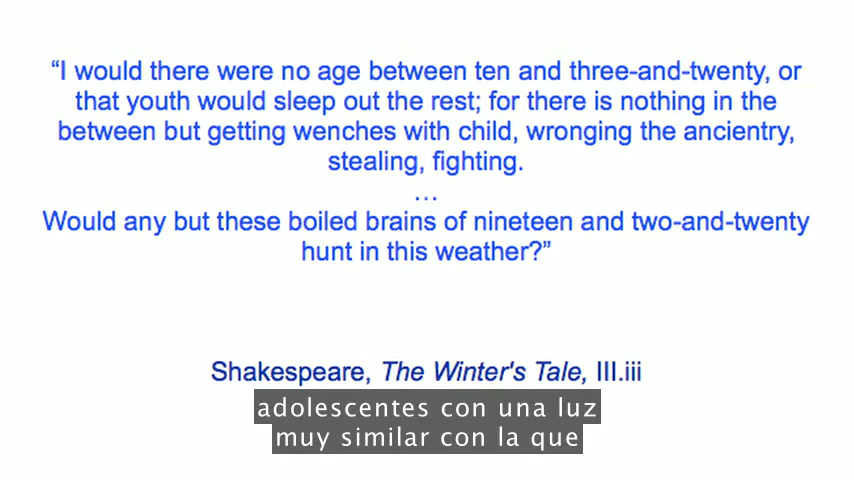 “I would there were no age between ten and three-and-twenty, or
that youth would sleep out the rest; for there is nothing in the
between but getting wenches with child, wronging the ancientry,
stealing, fighting.
…
Would any but these boiled brains of nineteen and two-and-twenty
hunt in this weather?”
Shakespeare, The Winter's Tale, III.iii
adolescentes con una luz
muy similar con la que